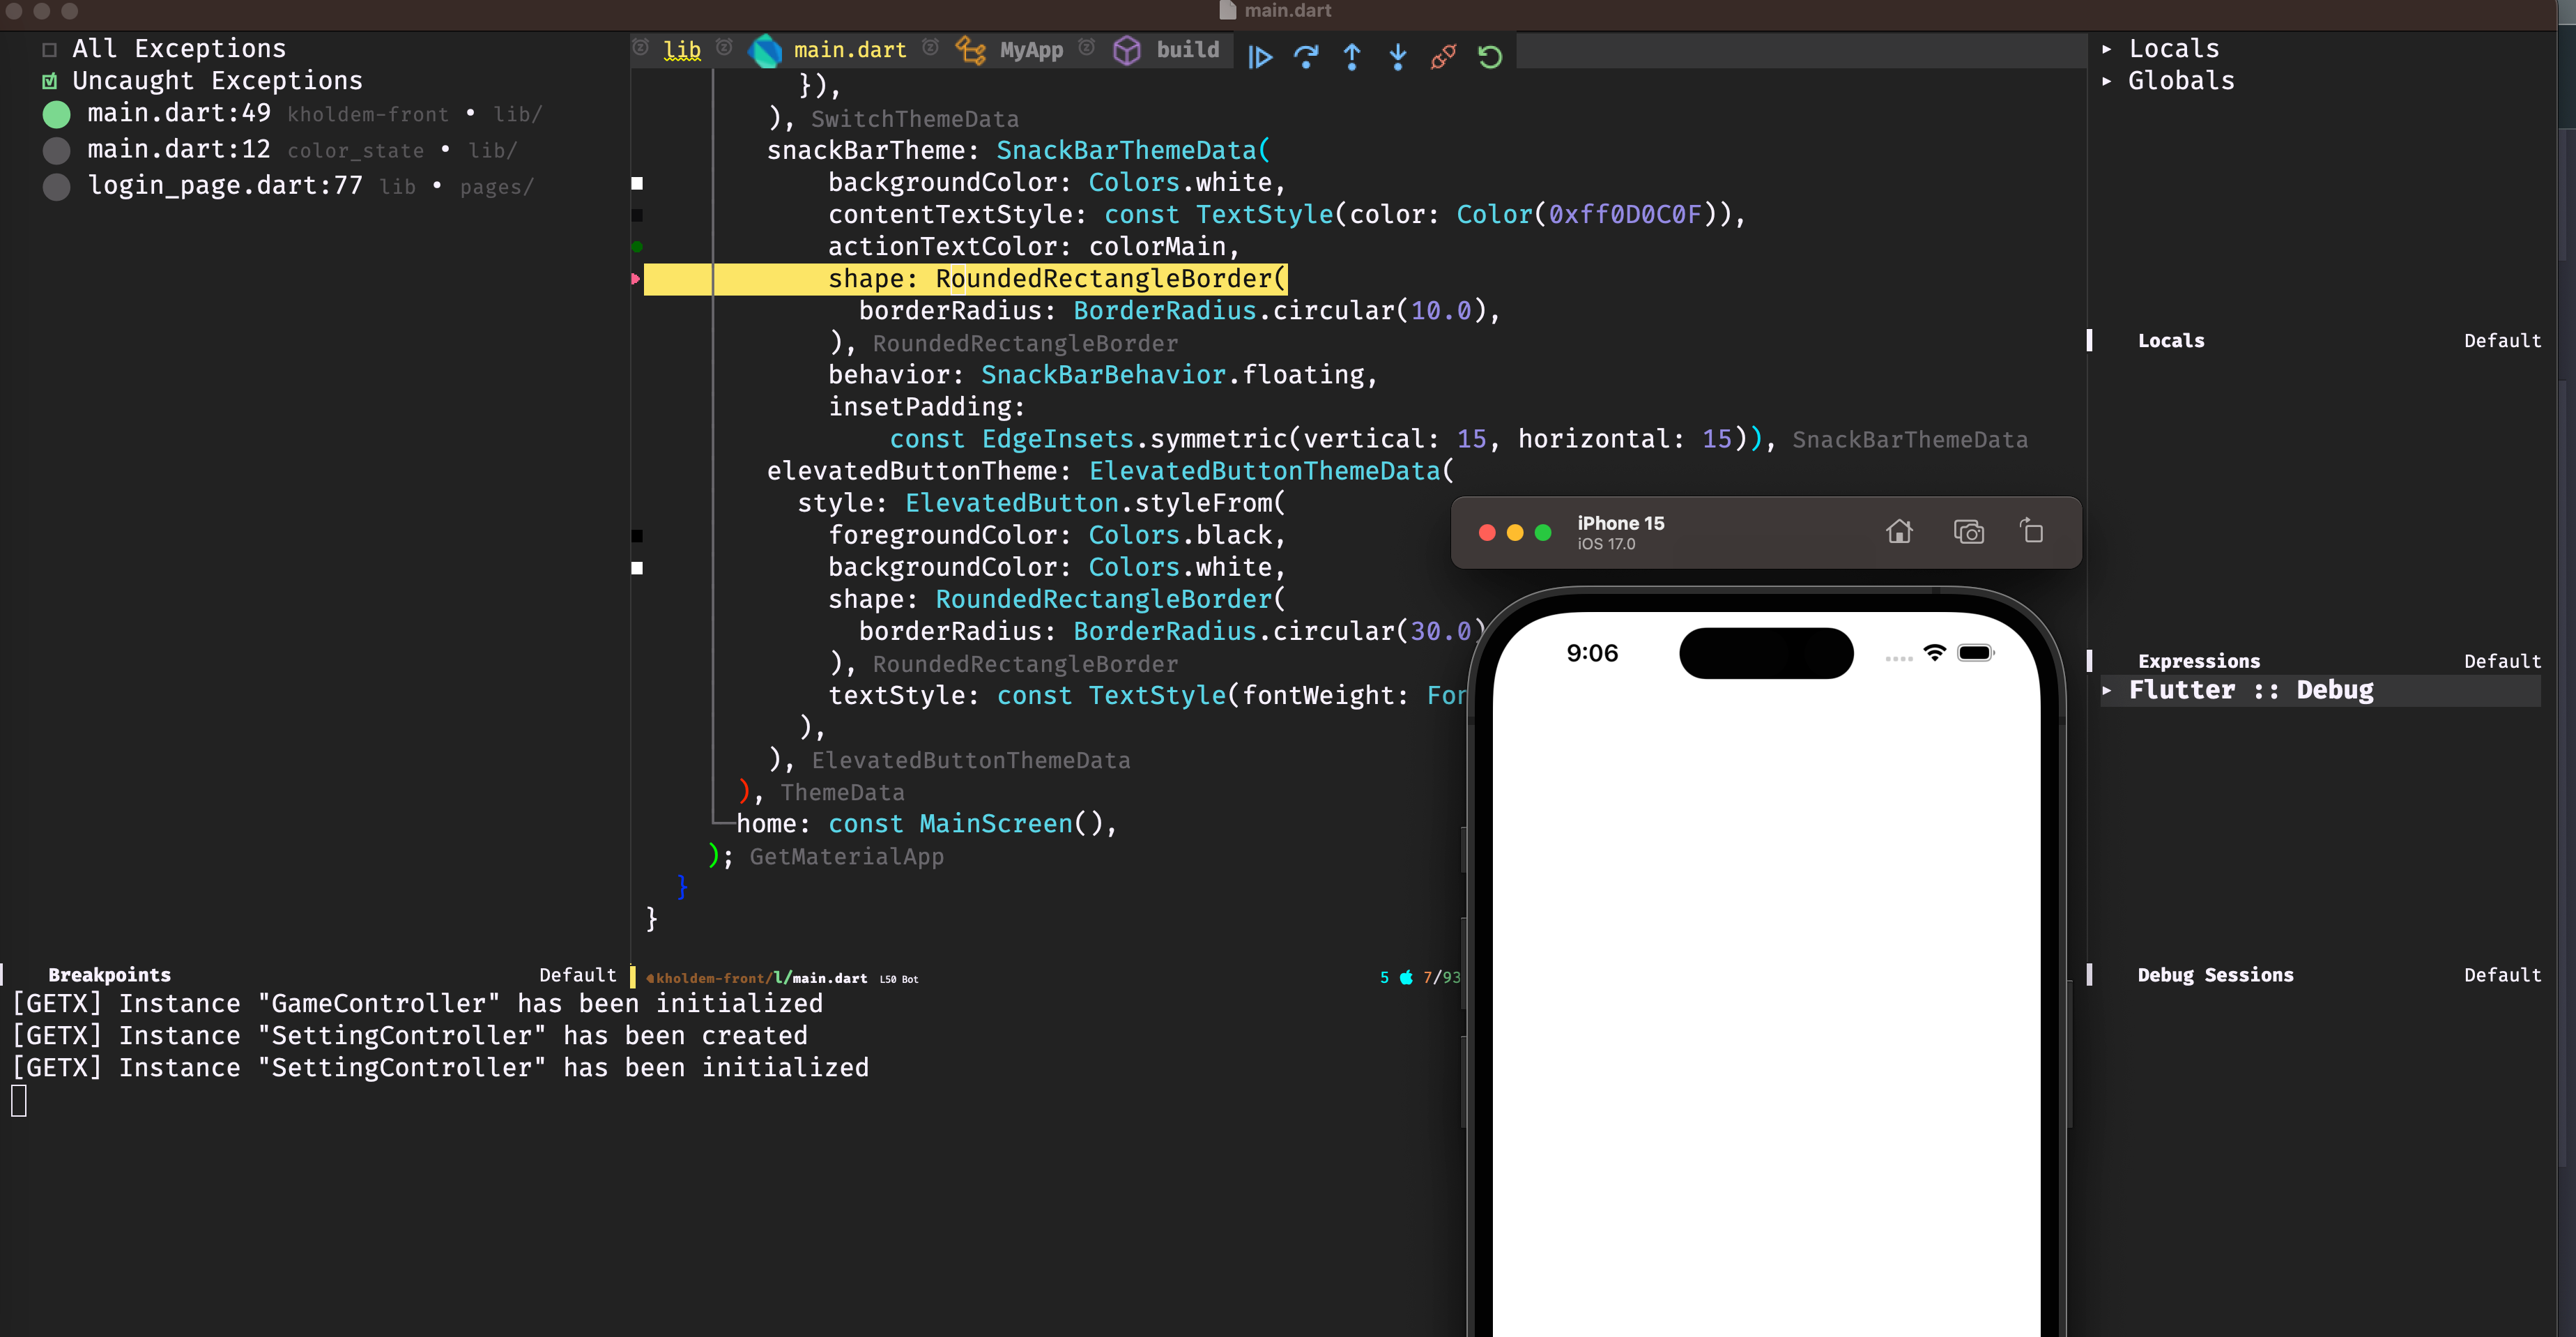 main.dart
All Exceptions
Uncaught Exceptions
main.dart:49 kholdem-front • lib/
main.dart:12 color_state • lib/
login_page.dart:77 lib • pages/
lib main.dart MyApp build
}),
), SwitchThemeData
snackBarTheme: SnackBarThemeData(
backgroundColor: Colors.white,
contentTextStyle: const TextStyle(color: Color(0xff0D0C0F)),
actionTextColor: colorMain,
shape: RoundedRectangleBorder(
borderRadius: BorderRadius.circular(10.0),
), RoundedRectangleBorder
behavior: SnackBarBehavior.floating,
insetPadding:
const EdgeInsets.symmetric(vertical: 15, horizontal: 15)), SnackBarThemeData
elevatedButtonTheme: ElevatedButtonThemeData(
style: ElevatedButton.styleFrom(
foregroundColor: Colors.black,
backgroundColor: Colors.white,
shape: RoundedRectangleBorder(
borderRadius: BorderRadius.circular(30.0)
), RoundedRectangleBorder
textStyle: const TextStyle(fontWeight: Fon
),
), ElevatedButtonThemeData
), ThemeData
home: const MainScreen(),
); GetMaterialApp
}
}
iPhone 15
iOS 17.0
9:06
Locals
Globals
Locals Default
Expressions Default
Flutter :: Debug
Breakpoints Default
kholdem-front/l/main.dart L50 Bot
5 7/93
Debug Sessions Default
[GETX] Instance "GameController" has been initialized
[GETX] Instance "SettingController" has been created
[GETX] Instance "SettingController" has been initialized